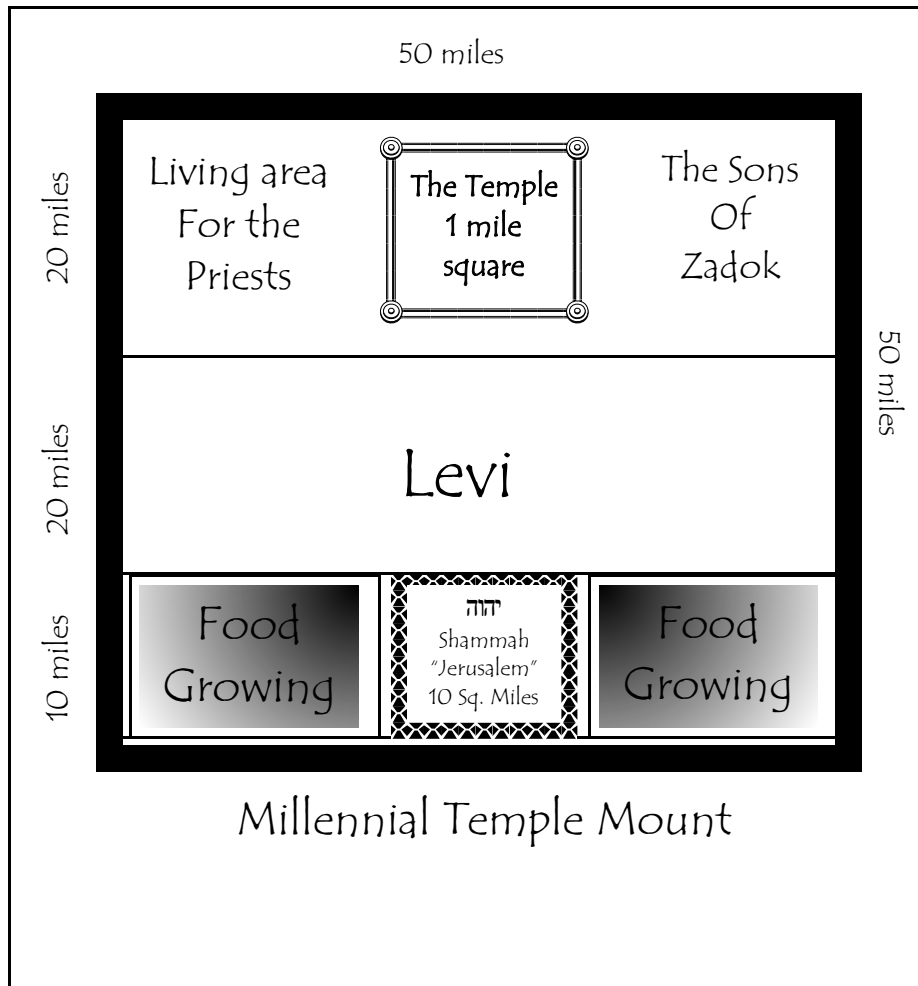 50 miles
20 miles
Living area
For the
Priests
The Temple
1 mile
square
The Sons
Of
Zadok
50 miles
20 miles
Levi
10 miles
Food
Growing
יהוה
Shammah
“Jerusalem”
10 Sq. Miles
Food
Growing
Millennial Temple Mount